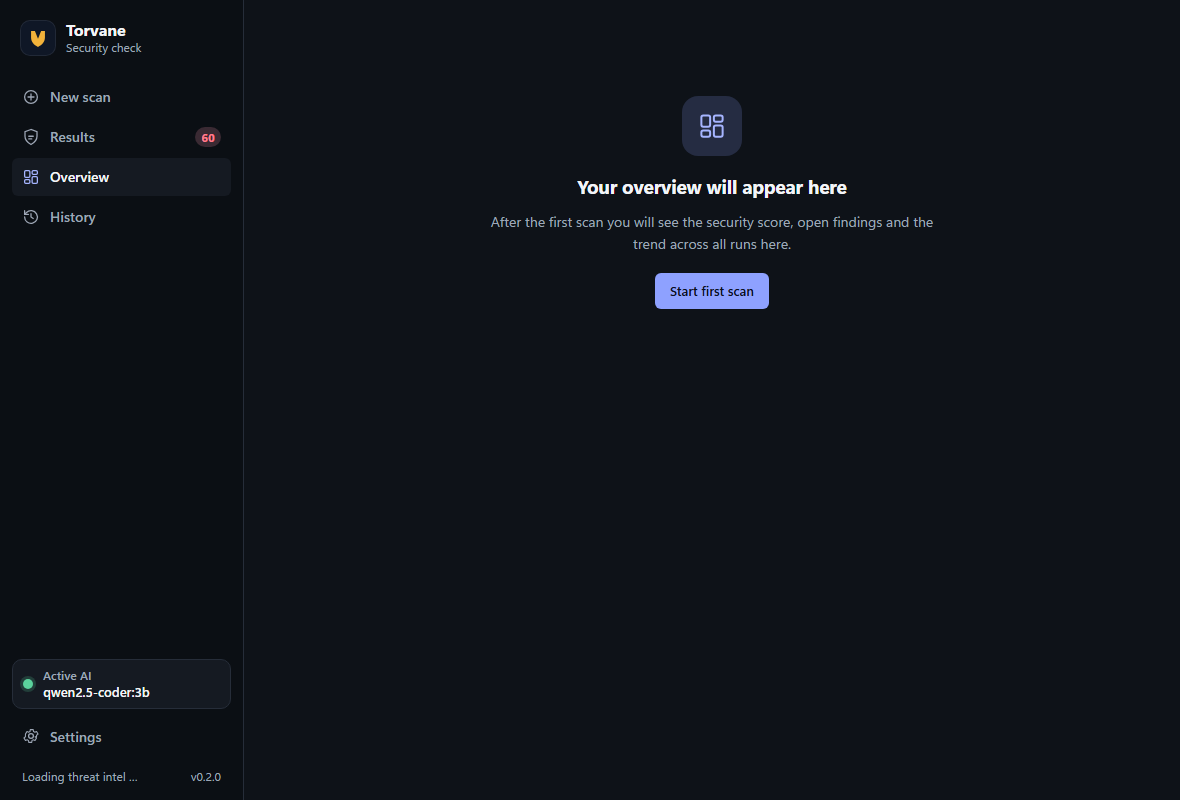 Torvane
Security check
New scan
Results
60
Overview
History
Your overview will appear here
After the first scan you will see the security score, open findings and the
trend across all runs here.
Start first scan
Active AI
qwen2.5-coder:3b
Settings
Loading threat intel ...
v0.2.0